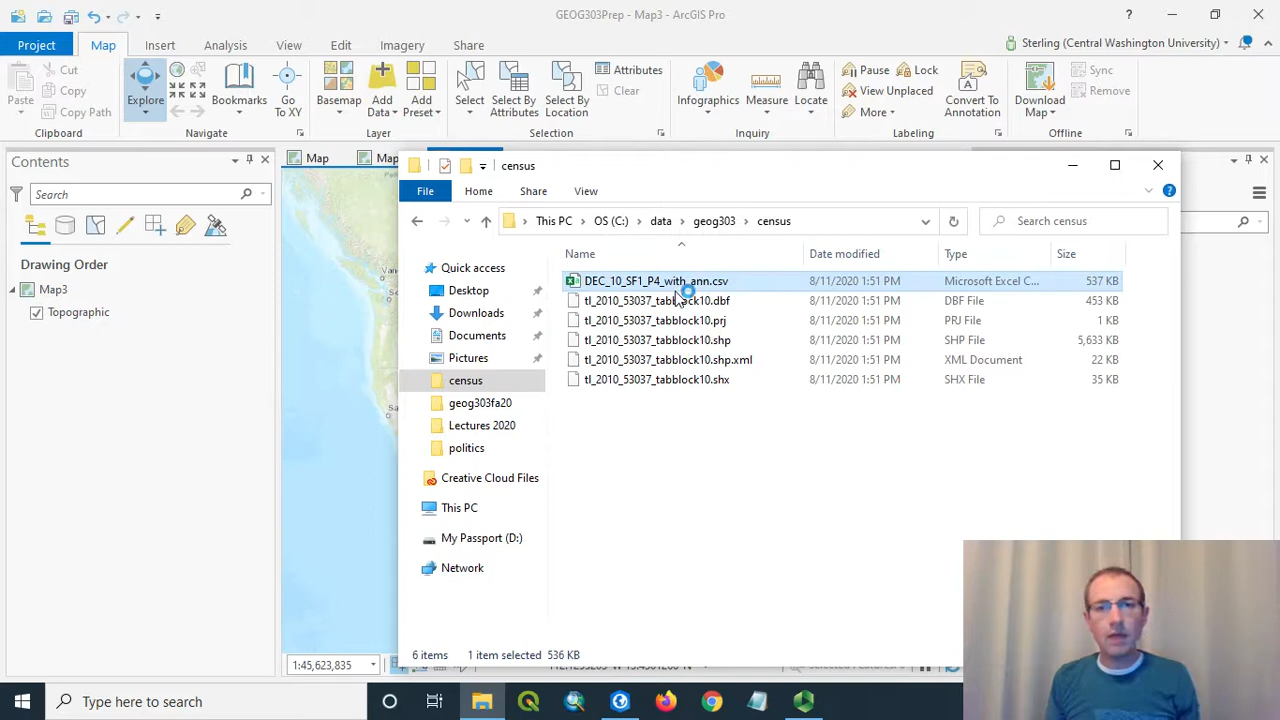 GEOG303Prep - Map3 - ArcGIS Pro
?
Project Map Insert Analysis View Edit Imagery Share
Sterling (Central Washington University)
Paste Cut Copy Copy Path
Clipboard
Explore Bookmarks Go To XY
Navigate
Basemap Add Data Add Preset
Layer
Select Select By Attributes Select By Location Attributes Clear
Selection
Infographics Measure Locate
Inquiry
Pause Lock View Unplaced More Convert To Annotation
Labeling
Download Map Sync Remove
Offline
Contents
Search
Drawing Order
Map3
Topographic
Map
census
File Home Share View
This PC > OS (C:) > data > geog303 > census
Search census
Name Date modified Type Size
DEC_10_SF1_P4_with_ann.csv 8/11/2020 1:51 PM Microsoft Excel C... 537 KB
tl_2010_53037_tabblock10.dbf 8/11/2020 1:51 PM DBF File 453 KB
tl_2010_53037_tabblock10.prj 8/11/2020 1:51 PM PRJ File 1 KB
tl_2010_53037_tabblock10.shp 8/11/2020 1:51 PM SHP File 5,633 KB
tl_2010_53037_tabblock10.shp.xml 8/11/2020 1:51 PM XML Document 22 KB
tl_2010_53037_tabblock10.shx 8/11/2020 1:51 PM SHX File 35 KB
Quick access
Desktop
Downloads
Documents
Pictures
census
geog303fa20
Lectures 2020
politics
Creative Cloud Files
This PC
My Passport (D:)
Network
6 items 1 item selected 536 KB
1:45,623,835
Type here to search